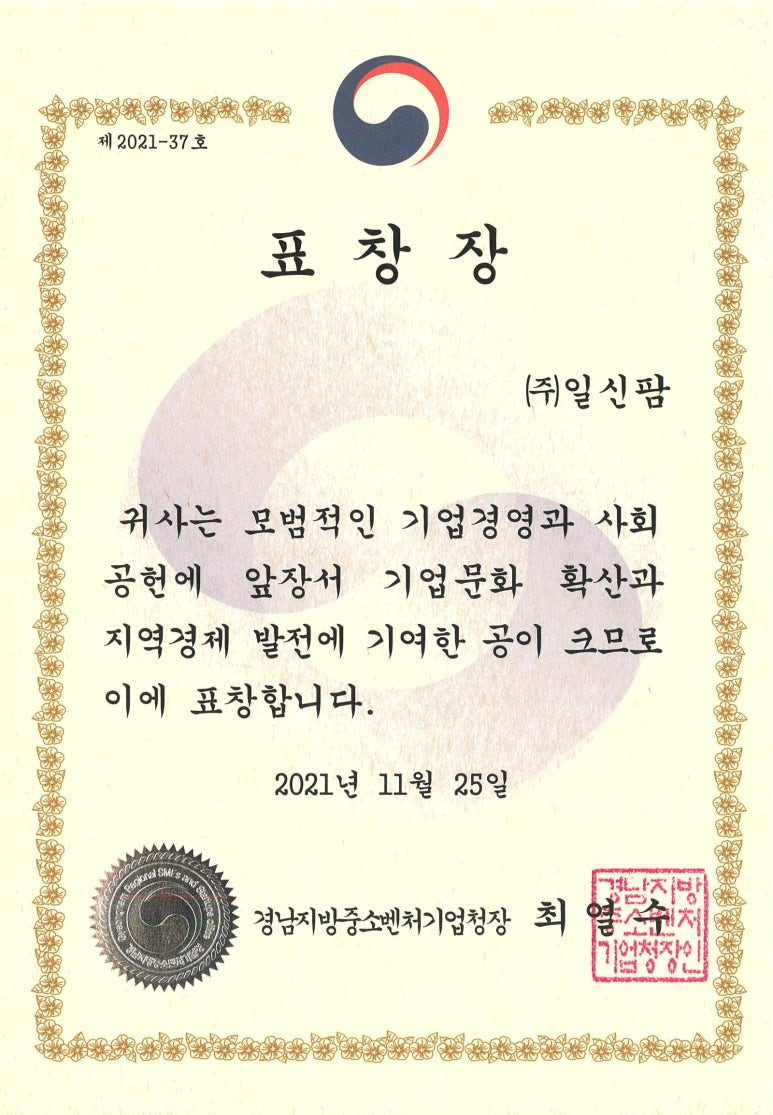 제 2021-37 호
표 창 장
㈜일신팜
귀사는 모범적인 기업경영과 사회
공헌에 앞장서 기업문화 확산과
지역경제 발전에 기여한 공이 크므로
이에 표창합니다.
2021년 11월 25일
Regional SMEs and Startups
경남지방중소벤처기업청장 최 열 수
경남지방
중소벤처
기업청장인